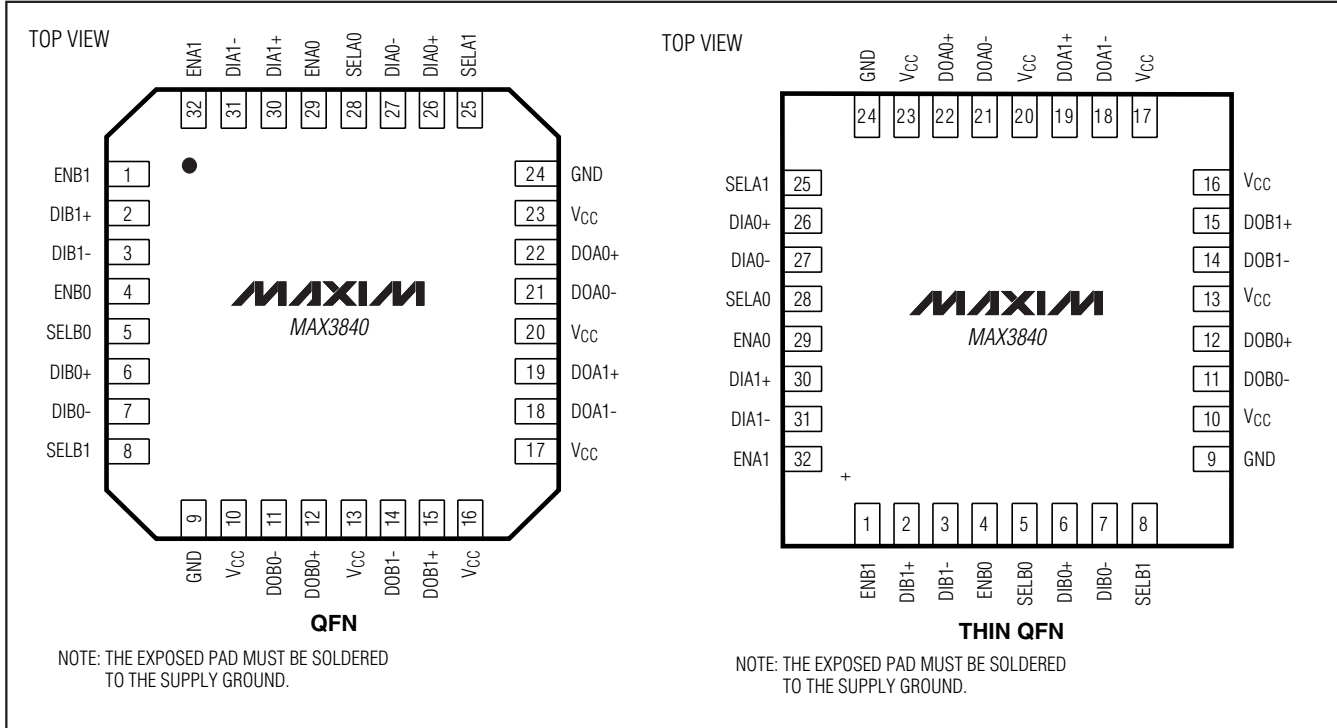 TOP VIEW
ENA1 DIA1- DIA1+ ENA0 SELA0 DIA0- DIA0+ SELA1
32 31 30 29 28 27 26 25
ENB1 1
DIB1+ 2
DIB1- 3
ENB0 4
SELB0 5
DIB0+ 6
DIB0- 7
SELB1 8
24 GND
23 VCC
22 DOA0+
21 DOA0-
20 VCC
19 DOA1+
18 DOA1-
17 VCC
MAXIM
MAX3840
9 10 11 12 13 14 15 16
GND VCC DOB0- DOB0+ VCC DOB1- DOB1+ VCC
QFN
NOTE: THE EXPOSED PAD MUST BE SOLDERED
TO THE SUPPLY GROUND.
TOP VIEW
GND VCC DOA0+ DOA0- VCC DOA1+ DOA1- VCC
24 23 22 21 20 19 18 17
SELA1 25
DIA0+ 26
DIA0- 27
SELA0 28
ENA0 29
DIA1+ 30
DIA1- 31
ENA1 32
16 VCC
15 DOB1+
14 DOB1-
13 VCC
12 DOB0+
11 DOB0-
10 VCC
9 GND
MAXIM
MAX3840
+
1 2 3 4 5 6 7 8
ENB1 DIB1+ DIB1- ENB0 SELB0 DIB0+ DIB0- SELB1
THIN QFN
NOTE: THE EXPOSED PAD MUST BE SOLDERED
TO THE SUPPLY GROUND.